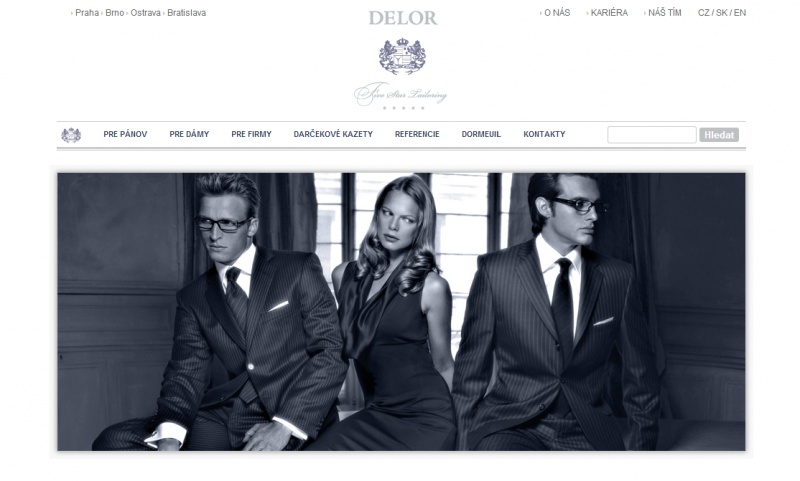 › Praha › Brno › Ostrava › Bratislava
DELOR
› O NÁS › KARIÉRA › NÁŠ TÍM CZ / SK / EN
Five Star Tailoring
PRE PÁNOV PRE DÁMY PRE FIRMY DARČEKOVÉ KAZETY REFERENCIE DORMEUIL KONTAKTY Hledat